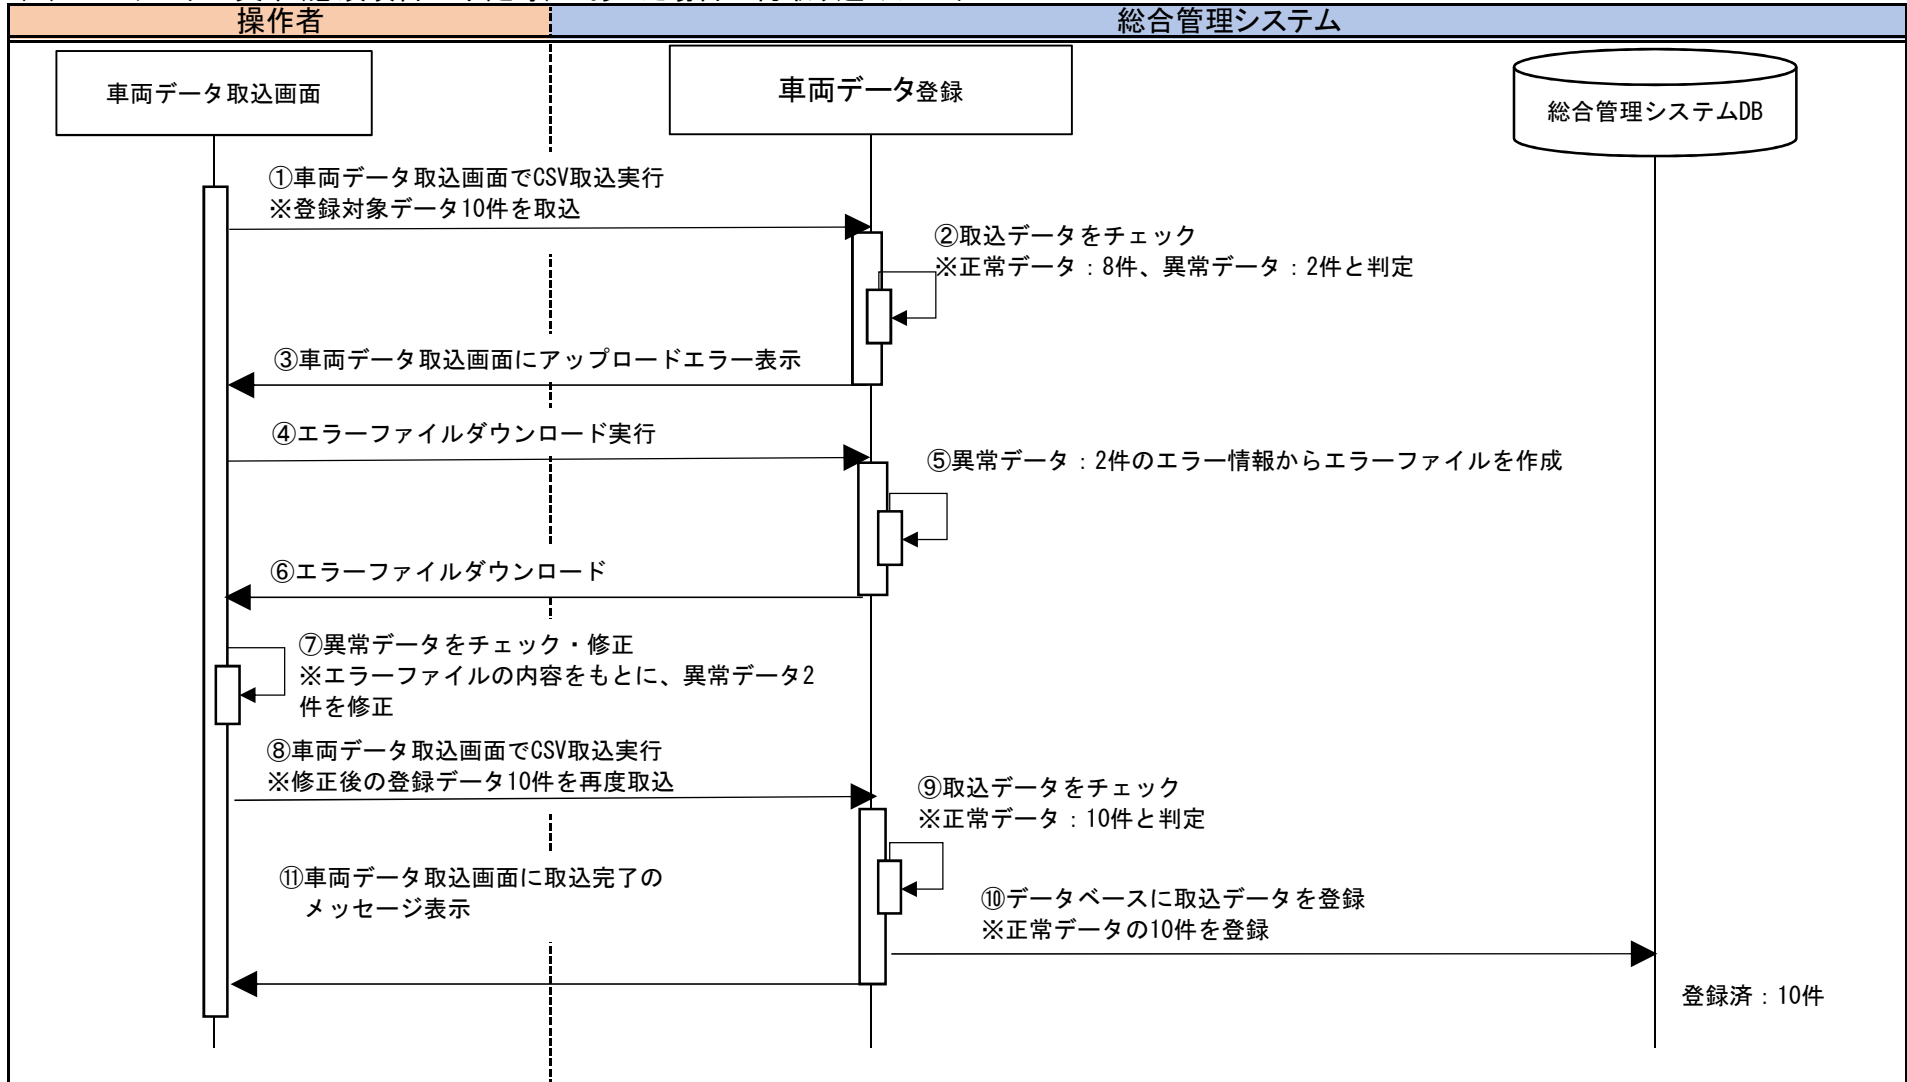 操作者
総合管理システム
車両データ取込画面
車両データ登録
総合管理システムDB
①車両データ取込画面でCSV取込実行
※登録対象データ10件を取込
②取込データをチェック
※正常データ：8件、異常データ：2件と判定
③車両データ取込画面にアップロードエラー表示
④エラーファイルダウンロード実行
⑤異常データ：2件のエラー情報からエラーファイルを作成
⑥エラーファイルダウンロード
⑦異常データをチェック・修正
※エラーファイルの内容をもとに、異常データ2
件を修正
⑧車両データ取込画面でCSV取込実行
※修正後の登録データ10件を再度取込
⑨取込データをチェック
※正常データ：10件と判定
⑪車両データ取込画面に取込完了の
メッセージ表示
⑩データベースに取込データを登録
※正常データの10件を登録
登録済：10件